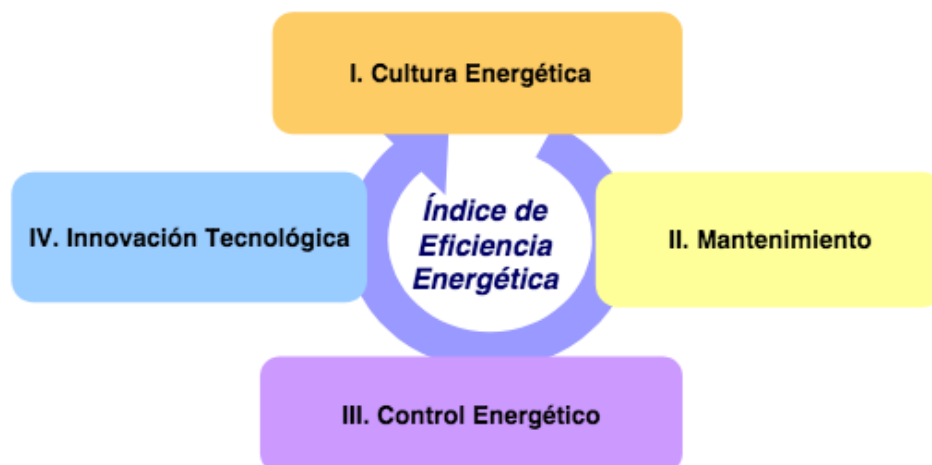 I. Cultura Energética
IV. Innovación Tecnológica
Índice de
Eficiencia
Energética
II. Mantenimiento
III. Control Energético